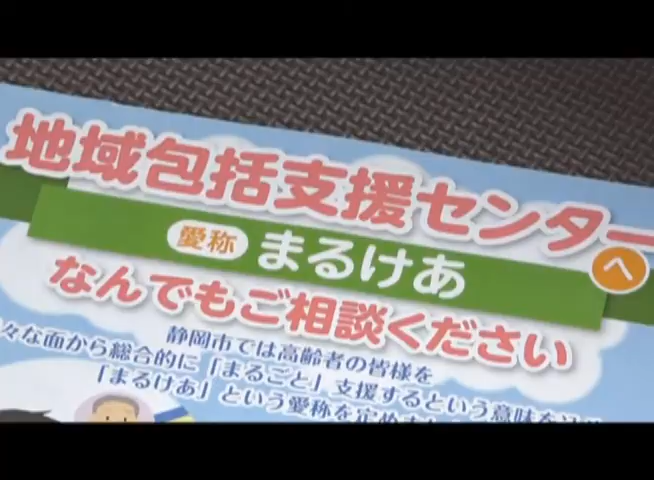 地域包括支援センター
愛称 まるけあ へ
なんでもご相談ください
静岡市では高齢者の皆様を
々な面から総合的に「まるごと」支援するという意味を込
「まるけあ」という愛称を定めま